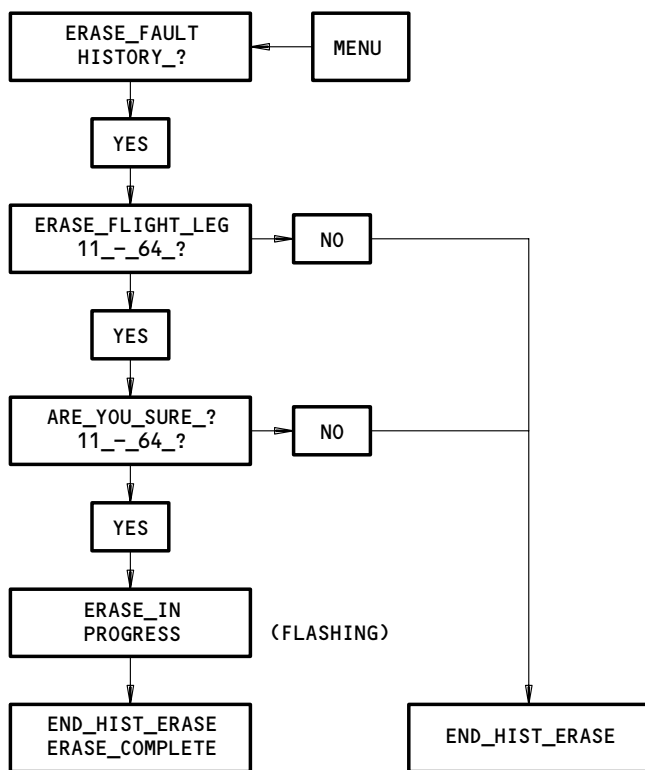 ERASE_FAULT
HISTORY_?
MENU
YES
ERASE_FLIGHT_LEG
11_-_64_?
NO
YES
ARE_YOU_SURE_?
11_-_64_?
NO
YES
ERASE_IN
PROGRESS
(FLASHING)
END_HIST_ERASE
ERASE_COMPLETE
END_HIST_ERASE